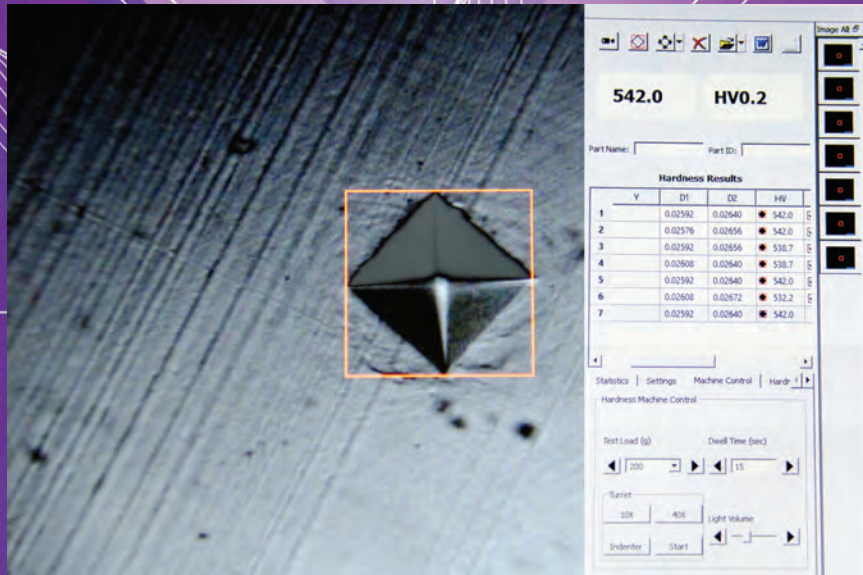 Image Alt
542.0 HV0.2
Part Name: Part ID:
Hardness Results
Y D1 D2 HV
1 0.02592 0.02640 542.0
2 0.02576 0.02656 542.0
3 0.02592 0.02656 538.7
4 0.02608 0.02640 538.7
5 0.02592 0.02640 542.0
6 0.02608 0.02672 532.2
7 0.02592 0.02640 542.0
Statistics Settings Machine Control Hardr
Hardness Machine Control
Test Load (g) Dwell Time (sec)
200 15
Turret
10X 40X Light Volume
Indenter Start